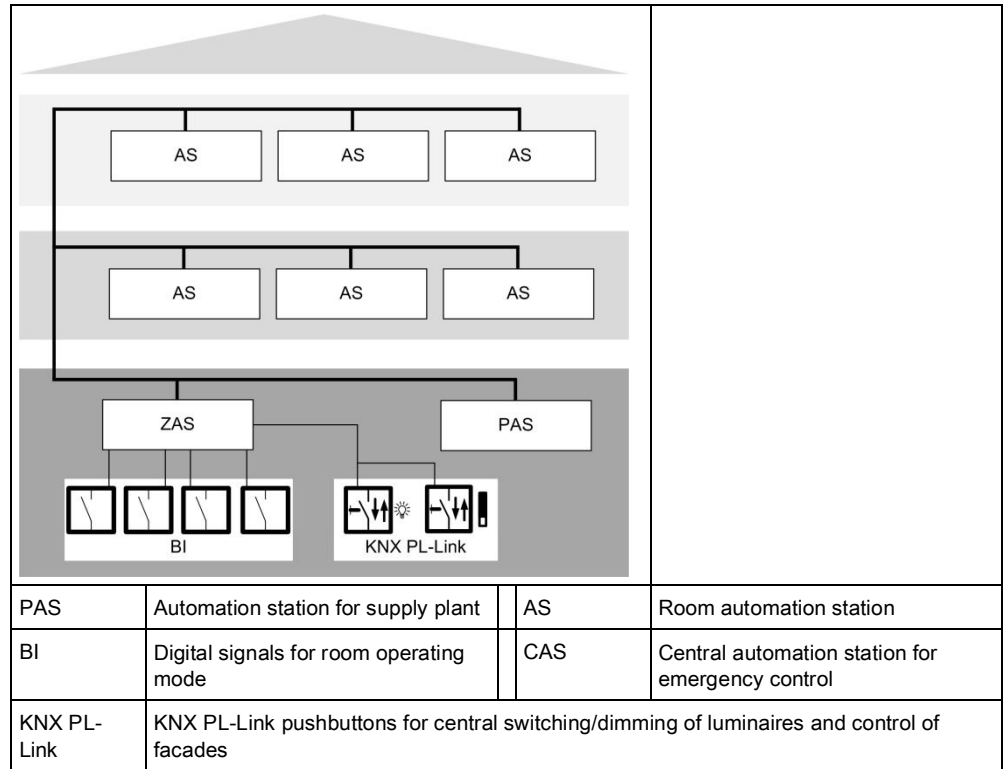 AS AS AS
AS AS AS
ZAS PAS
BI KNX PL-Link
PAS Automation station for supply plant AS Room automation station
BI Digital signals for room operating
mode CAS Central automation station for
emergency control
KNX PL-
Link KNX PL-Link pushbuttons for central switching/dimming of luminaires and control of
facades